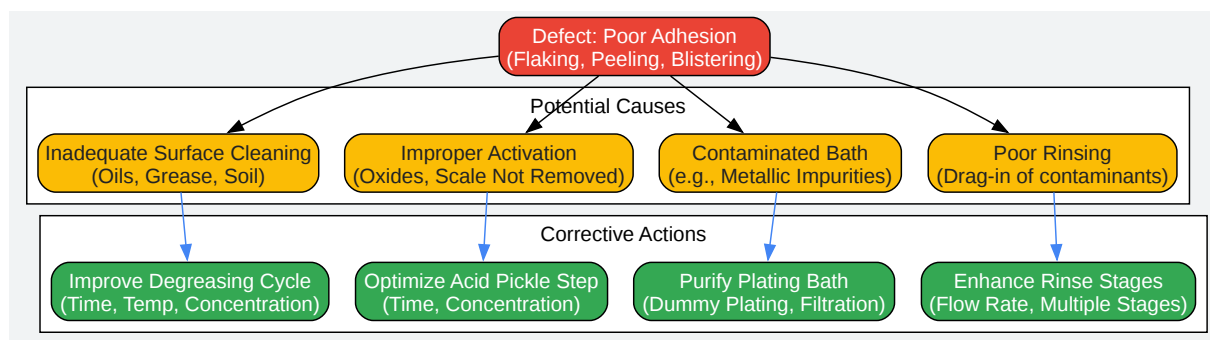 Defect: Poor Adhesion
(Flaking, Peeling, Blistering)
Potential Causes
Inadequate Surface Cleaning
(Oils, Grease, Soil)
Improper Activation
(Oxides, Scale Not Removed)
Contaminated Bath
(e.g., Metallic Impurities)
Poor Rinsing
(Drag-in of contaminants)
Corrective Actions
Improve Degreasing Cycle
(Time, Temp, Concentration)
Optimize Acid Pickle Step
(Time, Concentration)
Purify Plating Bath
(Dummy Plating, Filtration)
Enhance Rinse Stages
(Flow Rate, Multiple Stages)